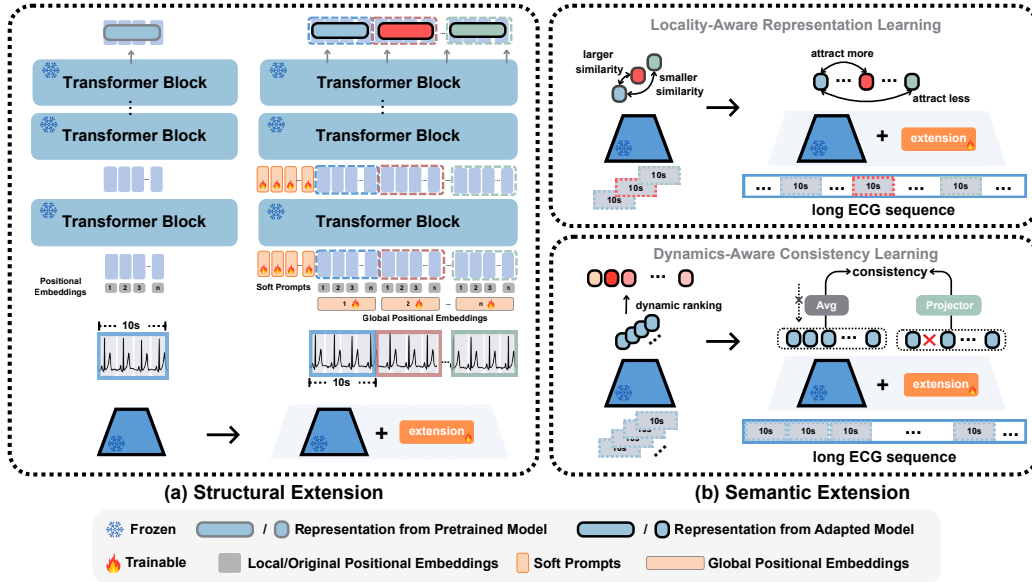 Transformer Block
Transformer Block
Transformer Block
Positional
Embeddings
1 2 3 n
10s
Transformer Block
Transformer Block
Transformer Block
Soft Prompts
1 2 3 n 1 2 3 n 1 2 3 n
1 2 ... n
Global Positional Embeddings
10s
+ extension
(a) Structural Extension
Locality-Aware Representation Learning
larger
similarity
smaller
similarity
attract more
attract less
+ extension
10s
10s
10s
... 10s ... 10s ... 10s ...
long ECG sequence
Dynamics-Aware Consistency Learning
dynamic ranking
consistency
Avg
Projector
+ extension
10s
10s 10s 10s ... 10s ...
long ECG sequence
(b) Semantic Extension
Frozen
/ Representation from Pretrained Model
/ Representation from Adapted Model
Trainable
Local/Original Positional Embeddings
Soft Prompts
Global Positional Embeddings